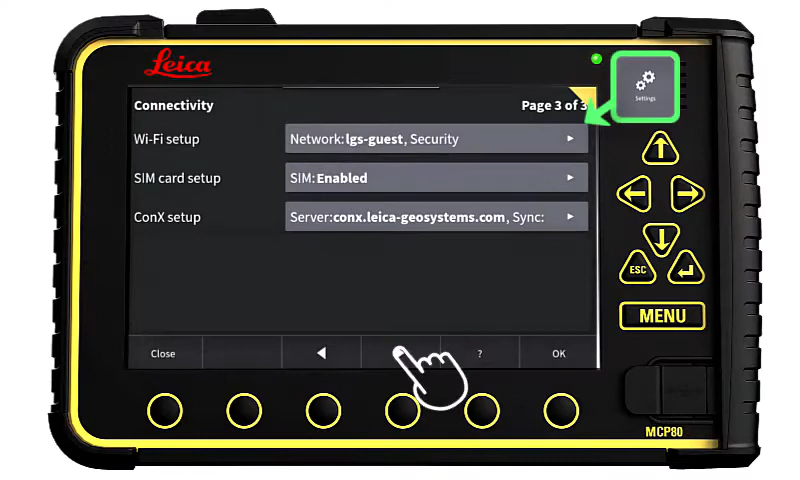 Leica
Settings
Connectivity
Page 3 of 3
Wi-Fi setup
Network: lgs-guest, Security
SIM card setup
SIM: Enabled
ConX setup
Server: conx.leica-geosystems.com, Sync:
ESC
MENU
Close
?
OK
MCP80